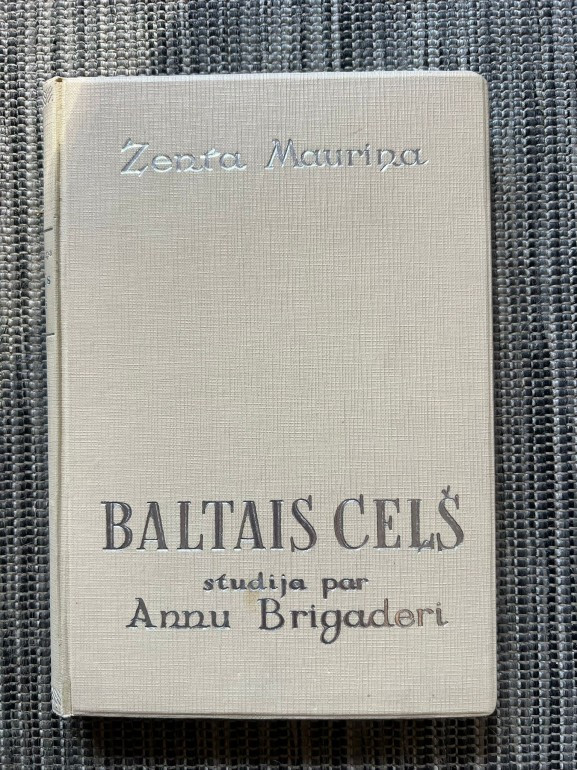 Zenta Mauriņa
BALTAIS CEĻŠ
studija par
Annu Brigaderi